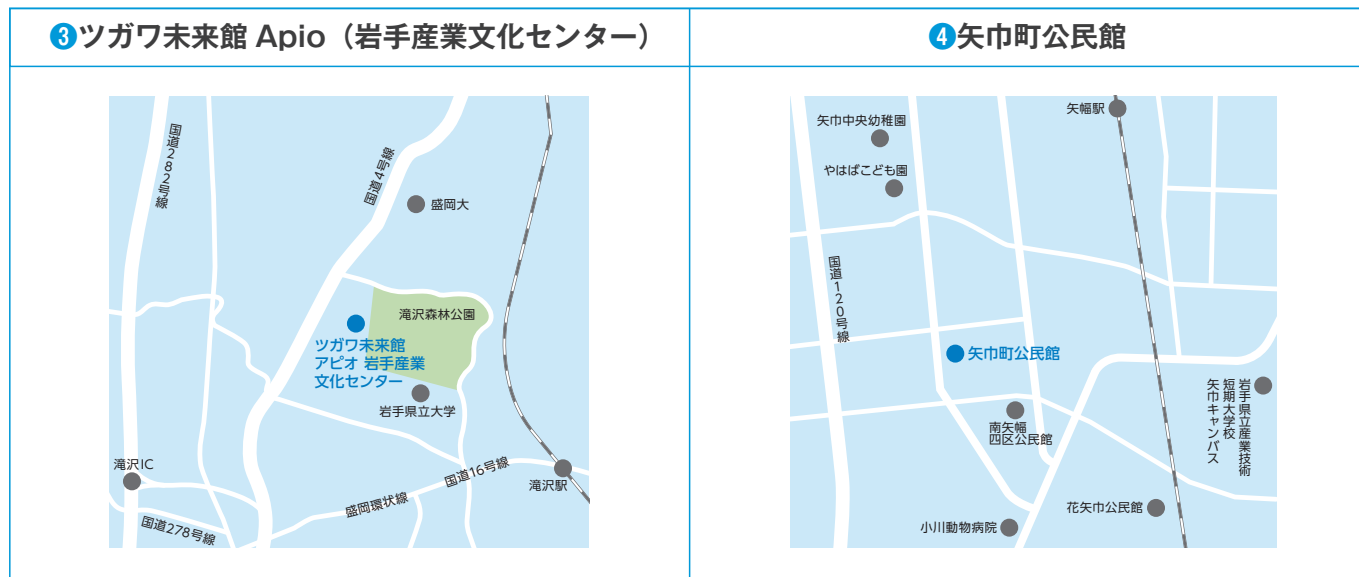 ❸ツガワ未来館 Apio（岩手産業文化センター）
国道282号線
国道4号線
盛岡大
滝沢森林公園
ツガワ未来館
アピオ 岩手産業
文化センター
岩手県立大学
滝沢IC
国道16号線
滝沢駅
盛岡環状線
国道278号線
❹矢巾町公民館
矢幅駅
矢巾中央幼稚園
やはばこども園
国道120号線
矢巾町公民館
岩手県立産業技術
短期大学校
矢巾キャンパス
南矢幅
四区公民館
花矢巾公民館
小川動物病院